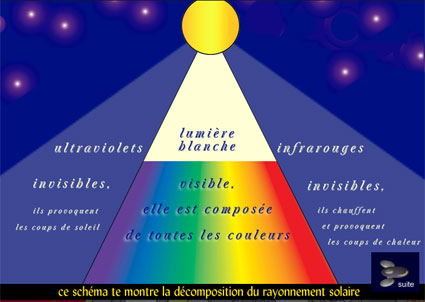 lumière
blanche
ultraviolets
infrarouges
invisibles,
ils provoquent
les coups de soleil
visible,
elle est composée
de toutes les couleurs
invisibles,
ils chauffent
et provoquent
les coups de chaleur
suite
ce schéma te montre la décomposition du rayonnement solaire